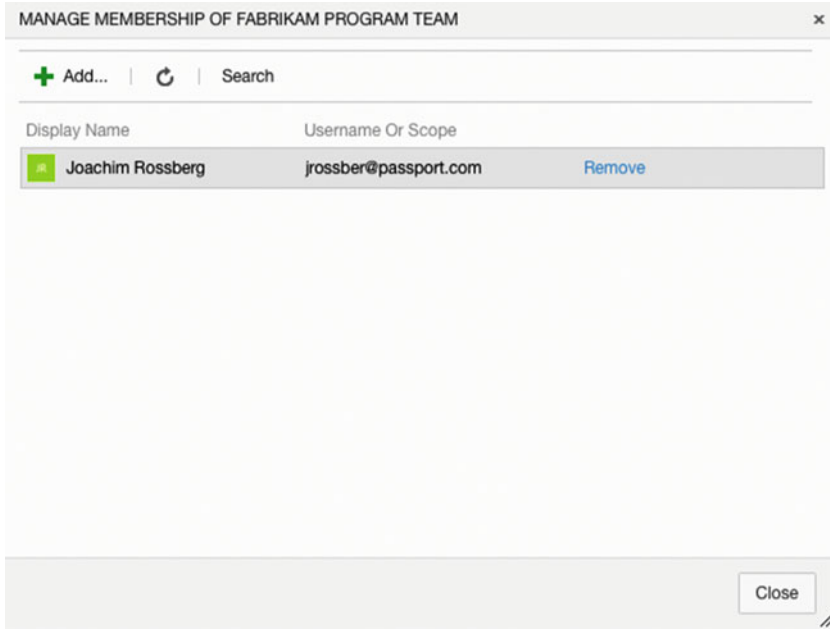 MANAGE MEMBERSHIP OF FABRIKAM PROGRAM TEAM ×
Add... Search
Display Name Username Or Scope
JR Joachim Rossberg jrossber@passport.com Remove
Close